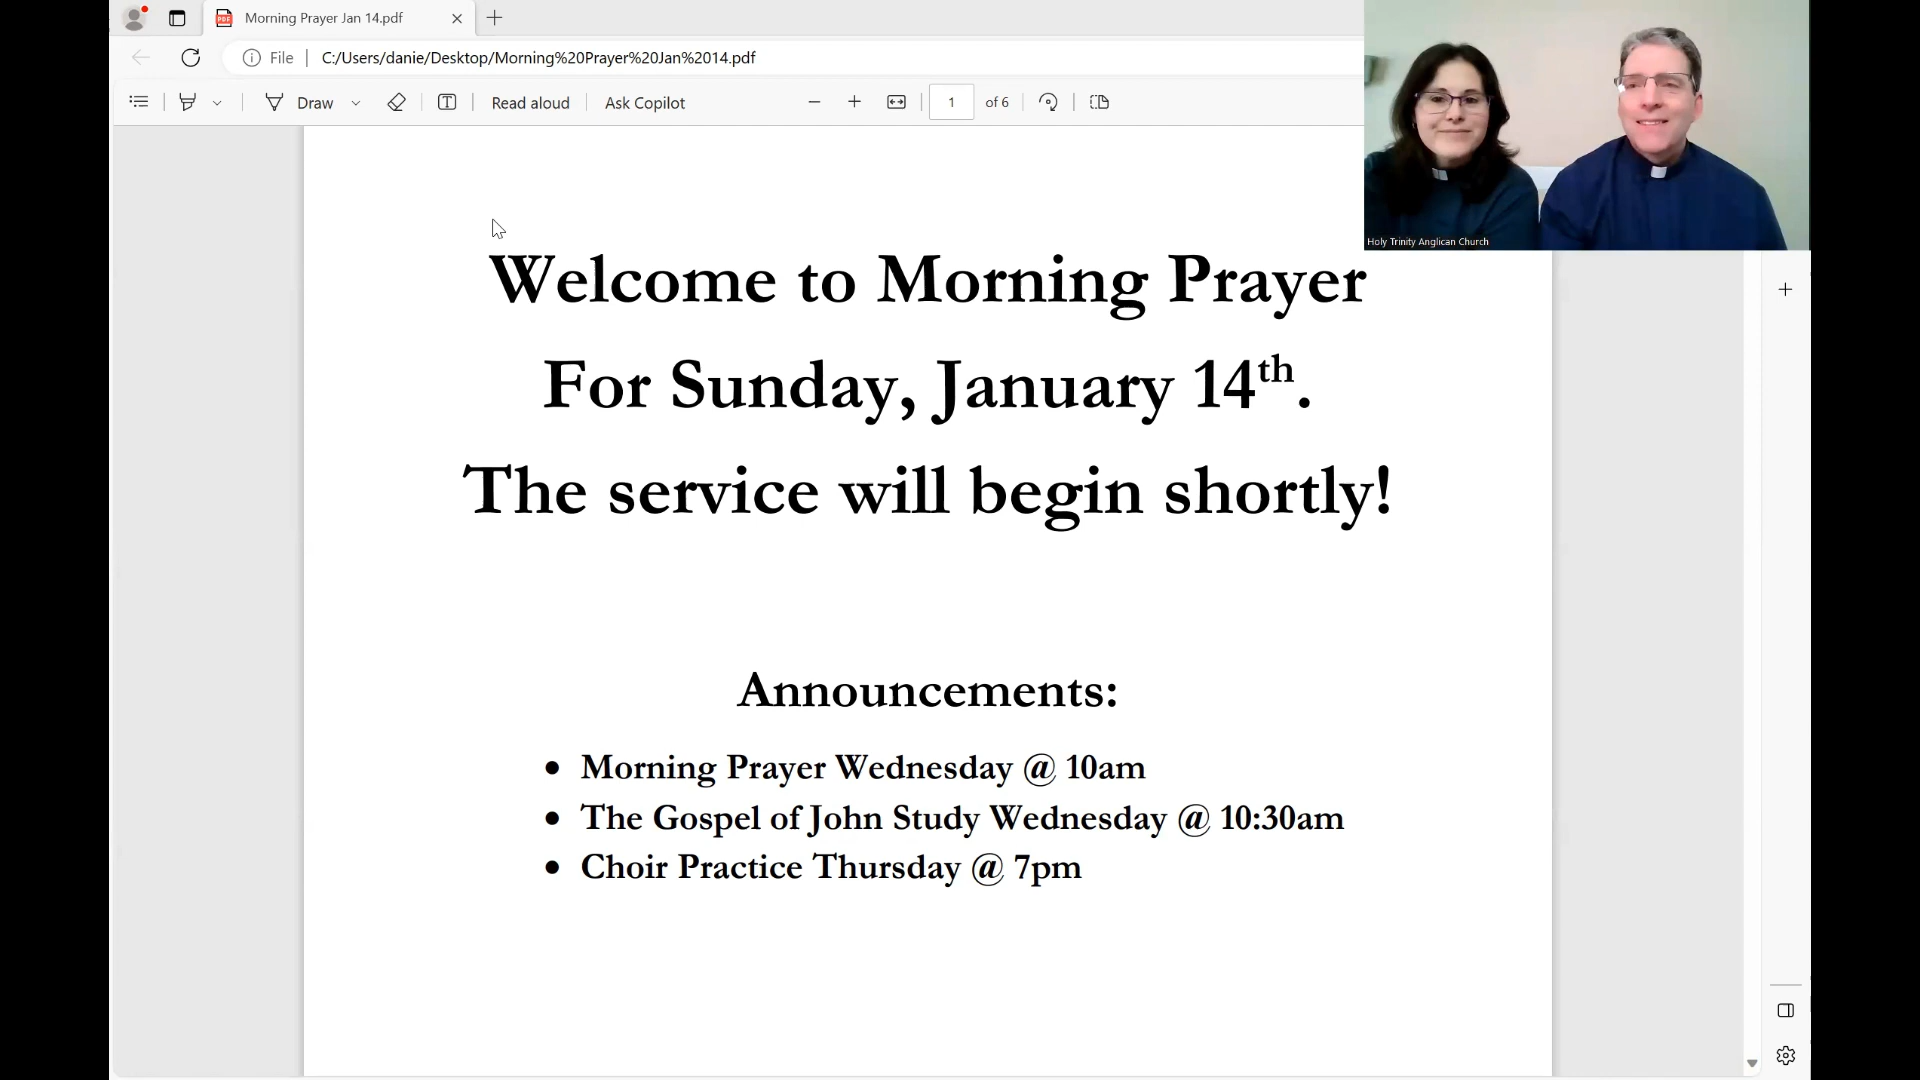 Morning Prayer Jan 14.pdf
File
C:/Users/danie/Desktop/Morning%20Prayer%20Jan%2014.pdf
Draw
Read aloud
Ask Copilot
1 of 6
Holy Trinity Anglican Church
Welcome to Morning Prayer
For Sunday, January 14th.
The service will begin shortly!
Announcements:
• Morning Prayer Wednesday @ 10am
• The Gospel of John Study Wednesday @ 10:30am
• Choir Practice Thursday @ 7pm